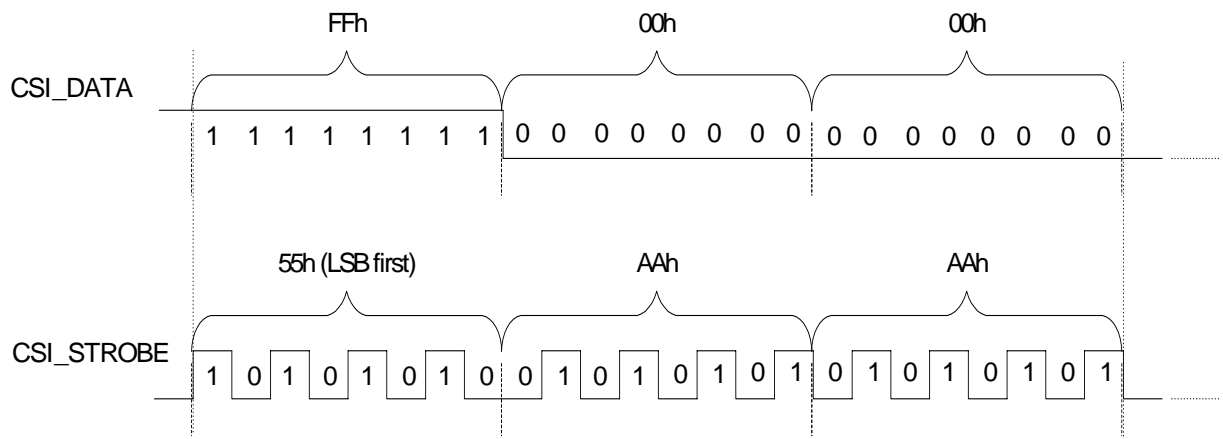 FFh 00h 00h
CSI_DATA
1 1 1 1 1 1 1 1 0 0 0 0 0 0 0 0 0 0 0 0 0 0 0 0
55h (LSB first) AAh AAh
CSI_STROBE
1 0 1 0 1 0 1 0 0 1 0 1 0 1 0 1 0 1 0 1 0 1 0 1